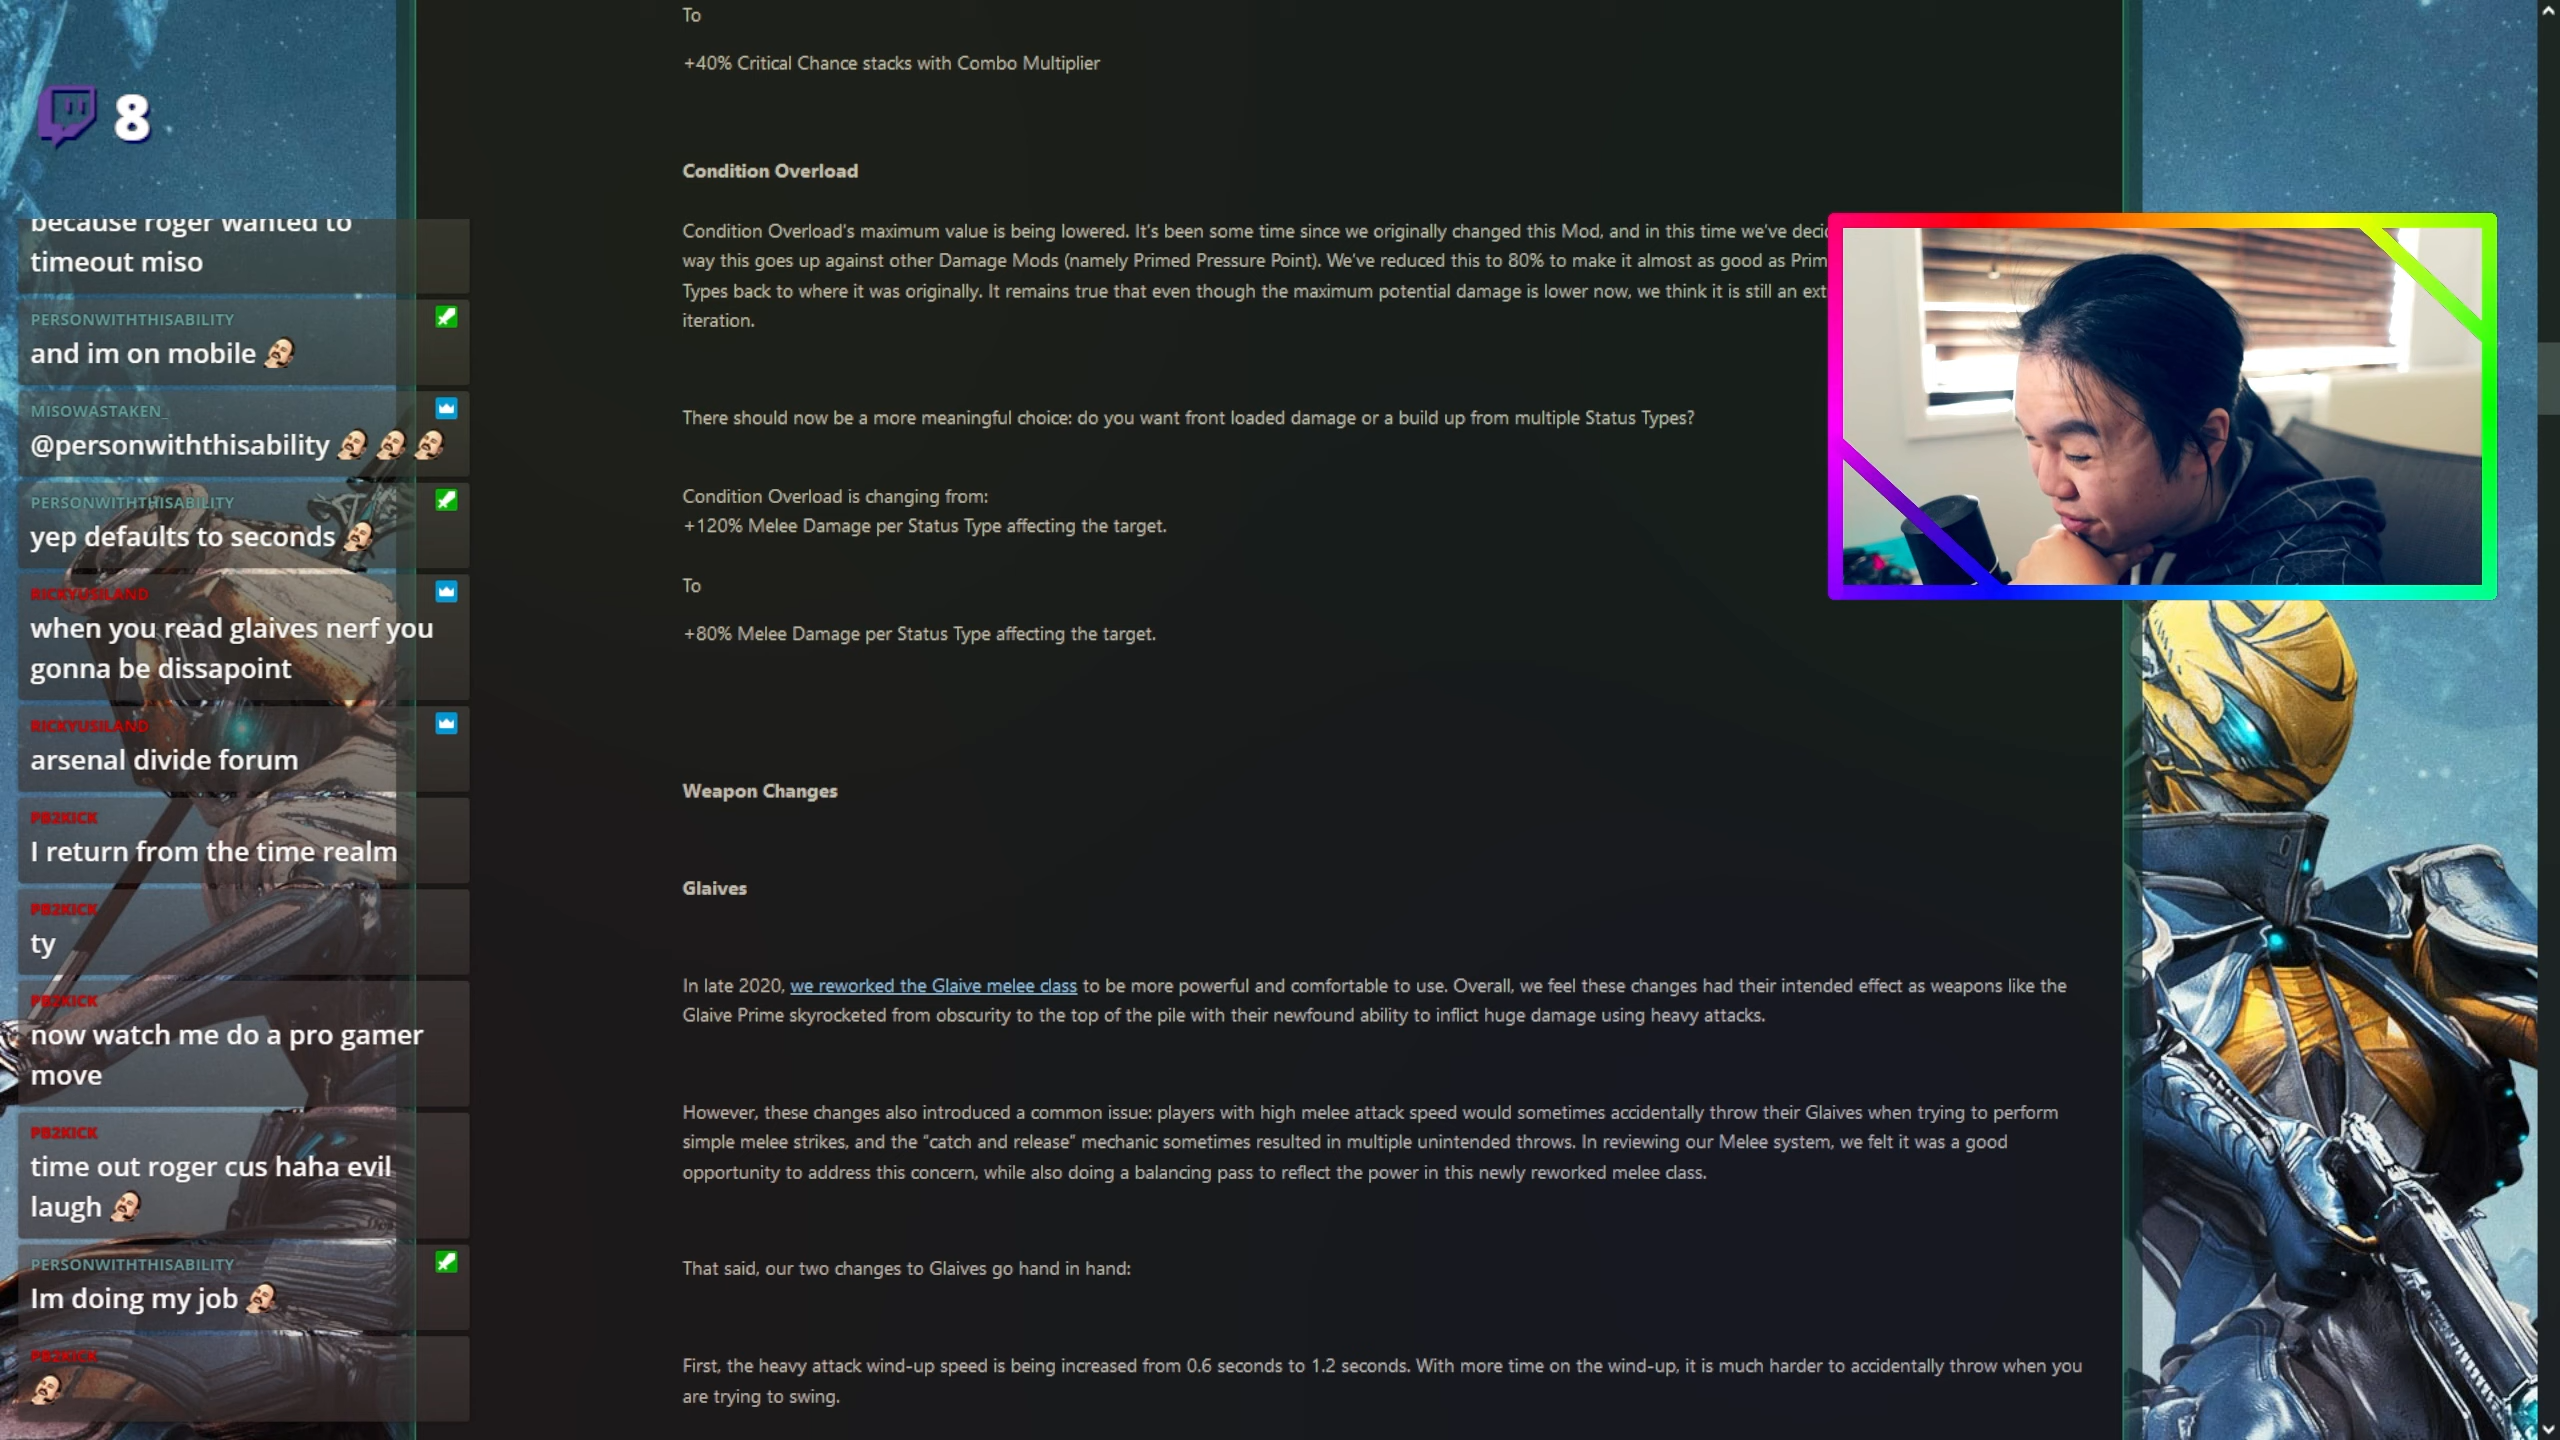 8
because roger wanted to
timeout miso
PERSONWITHTHISABILITY
and im on mobile
MISOWASTAKEN_
@personwiththisability
PERSONWITHTHISABILITY
yep defaults to seconds
RICKYUSILAND
when you read glaives nerf you
gonna be dissapoint
RICKYUSILAND
arsenal divide forum
PB2KICK
I return from the time realm
PB2KICK
ty
PB2KICK
now watch me do a pro gamer
move
PB2KICK
time out roger cus haha evil
laugh
PERSONWITHTHISABILITY
Im doing my job
PB2KICK
To
+40% Critical Chance stacks with Combo Multiplier
Condition Overload
Condition Overload's maximum value is being lowered. It's been some time since we originally changed this Mod, and in this time we've
way this goes up against other Damage Mods (namely Primed Pressure Point). We've reduced this to 80% to make it almost as good as
Types back to where it was originally. It remains true that even though the maximum potential damage is lower now, we think it is still an
iteration.
There should now be a more meaningful choice: do you want front loaded damage or a build up from multiple Status Types?
Condition Overload is changing from:
+120% Melee Damage per Status Type affecting the target.
To
+80% Melee Damage per Status Type affecting the target.
Weapon Changes
Glaives
In late 2020, we reworked the Glaive melee class to be more powerful and comfortable to use. Overall, we feel these changes had their intended effect as weapons like the
Glaive Prime skyrocketed from obscurity to the top of the pile with their newfound ability to inflict huge damage using heavy attacks.
However, these changes also introduced a common issue: players with high melee attack speed would sometimes accidentally throw their Glaives when trying to perform
simple melee strikes, and the “catch and release” mechanic sometimes resulted in multiple unintended throws. In reviewing our Melee system, we felt it was a good
opportunity to address this concern, while also doing a balancing pass to reflect the power in this newly reworked melee class.
That said, our two changes to Glaives go hand in hand:
First, the heavy attack wind-up speed is being increased from 0.6 seconds to 1.2 seconds. With more time on the wind-up, it is much harder to accidentally throw when you
are trying to swing.